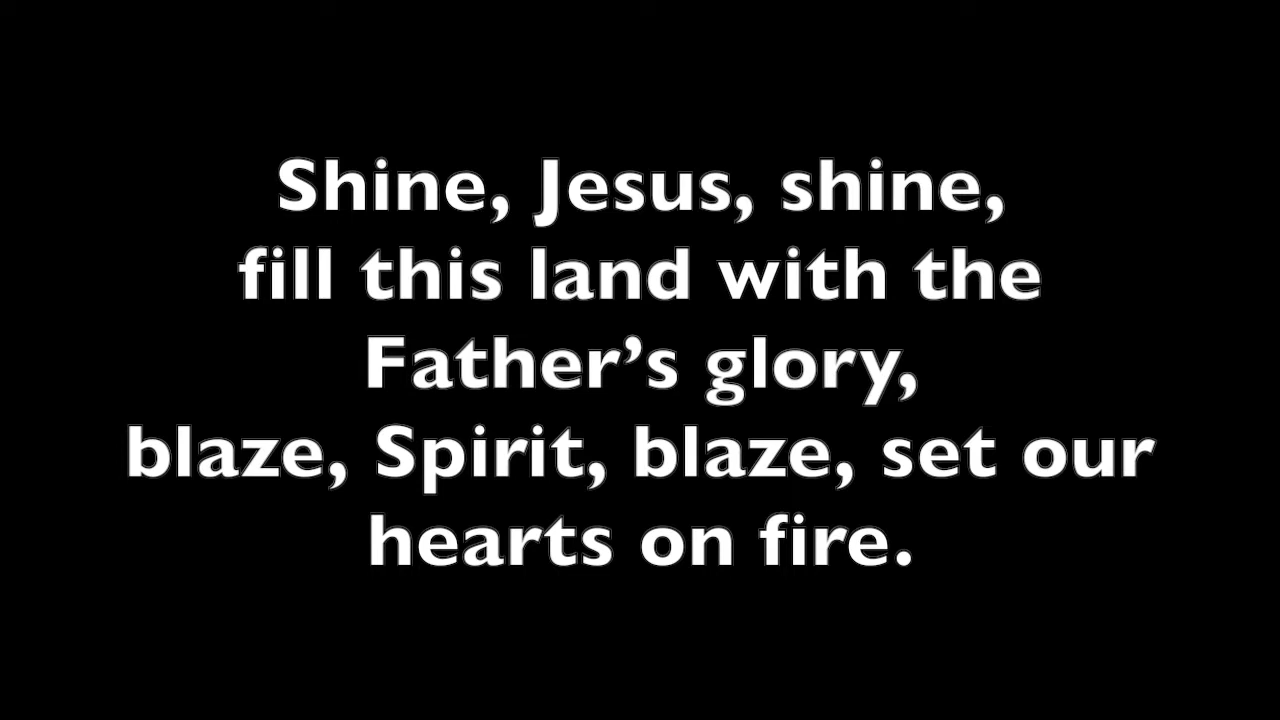 Shine, Jesus, shine,
fill this land with the
Father’s glory,
blaze, Spirit, blaze, set our
hearts on fire.